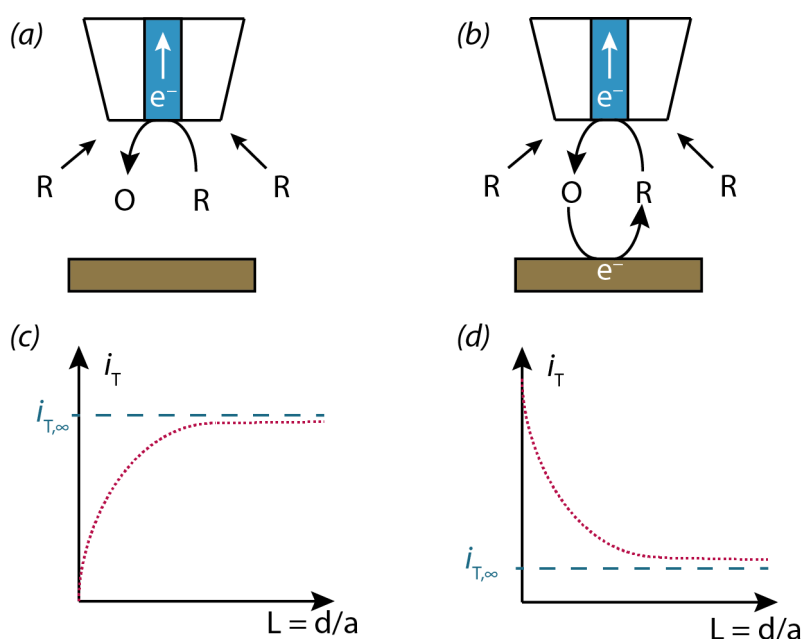 (a)
e⁻
R
O
R
R
(b)
e⁻
R
O
R
R
e⁻
(c)
i_T
i_T,∞
L = d/a
(d)
i_T
i_T,∞
L = d/a